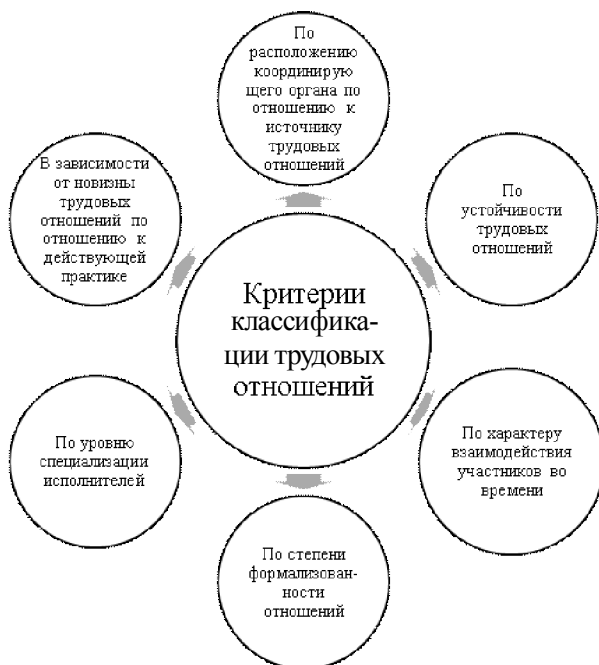 По
расположению
координирую
щего органа по
отношению к
источнику
трудовых
отношений
В зависимости
от новизны
трудовых
отношений по
отношению к
действующей
практике
По
устойчивости
трудовых
отношений
Критерии
классифика-
ции трудовых
отношений
По уровню
специализации
исполнителей
По характеру
взаимодействия
участников во
времени
По степени
формализован-
ности
отношений